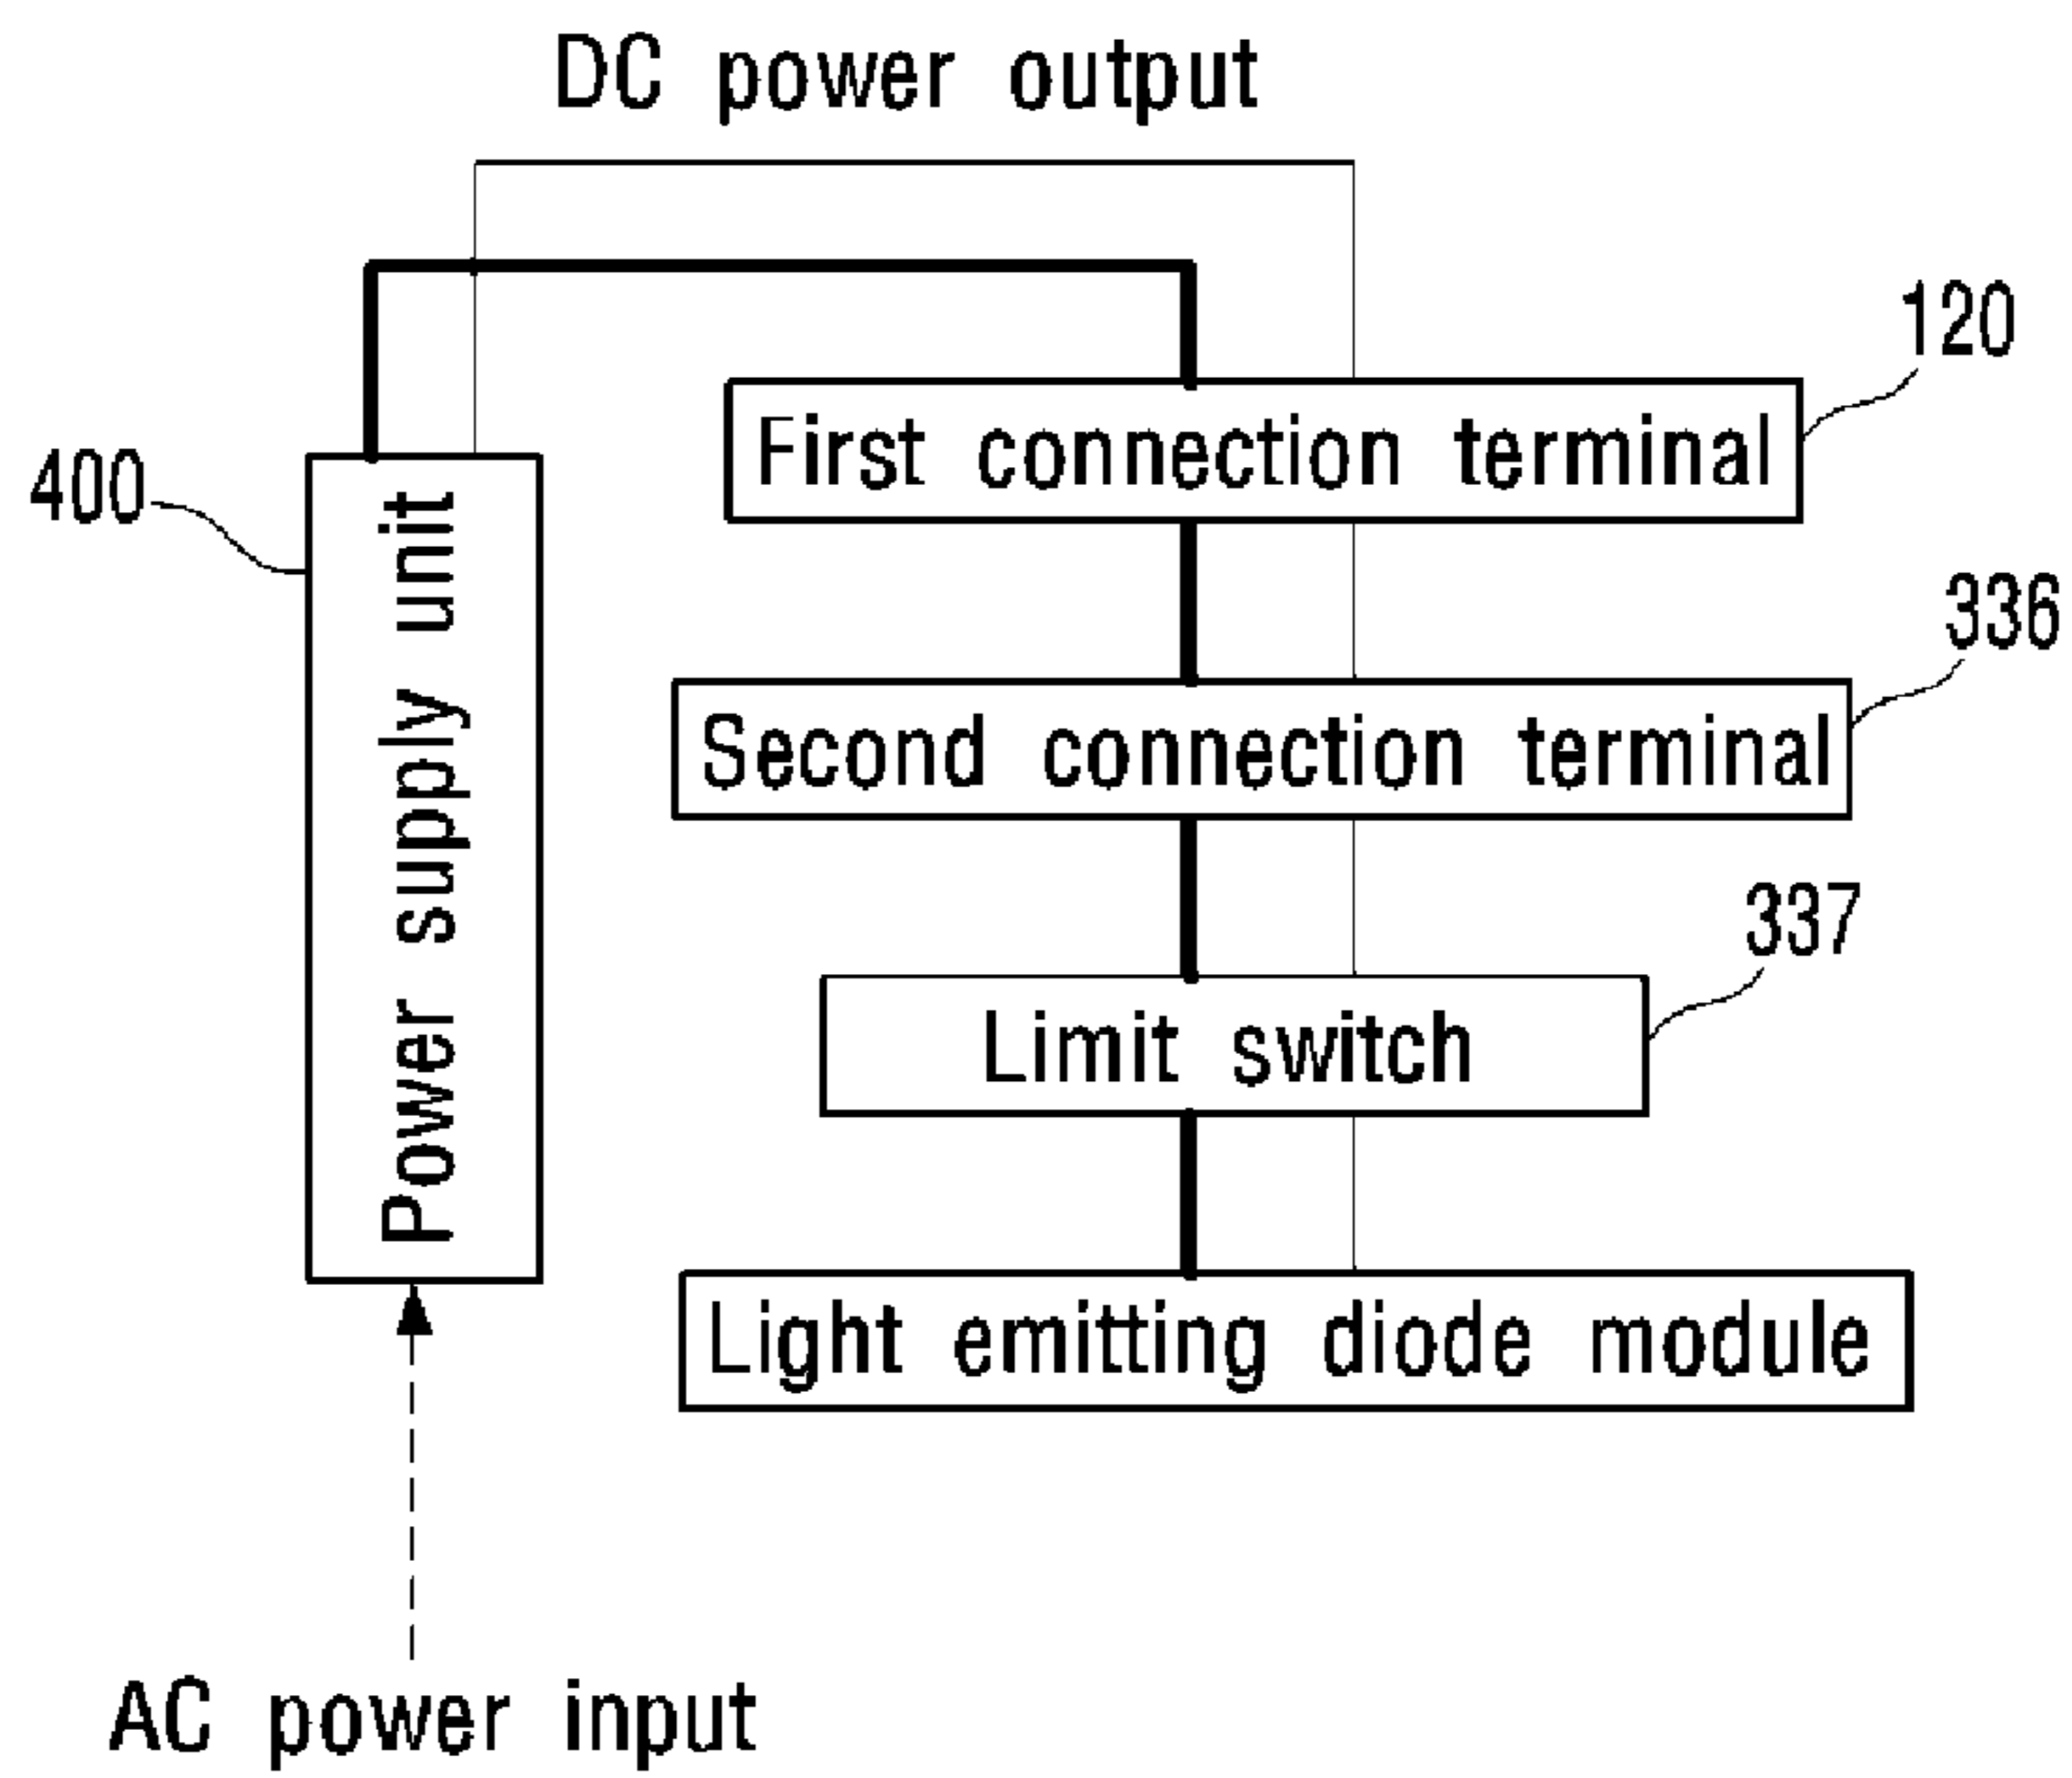 DC power output
120
First connection terminal
400
Power supply unit
336
Second connection terminal
337
Limit switch
Light emitting diode module
AC power input